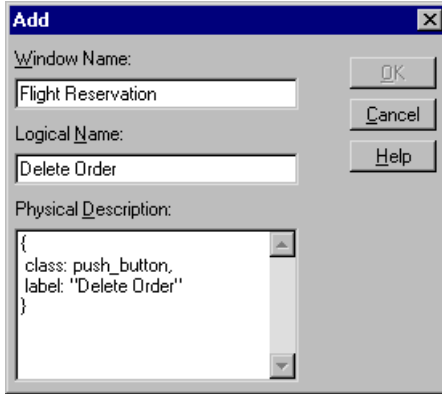 Add
Window Name:
Flight Reservation
Logical Name:
Delete Order
Physical Description:
{
class: push_button,
label: "Delete Order"
}
OK
Cancel
Help